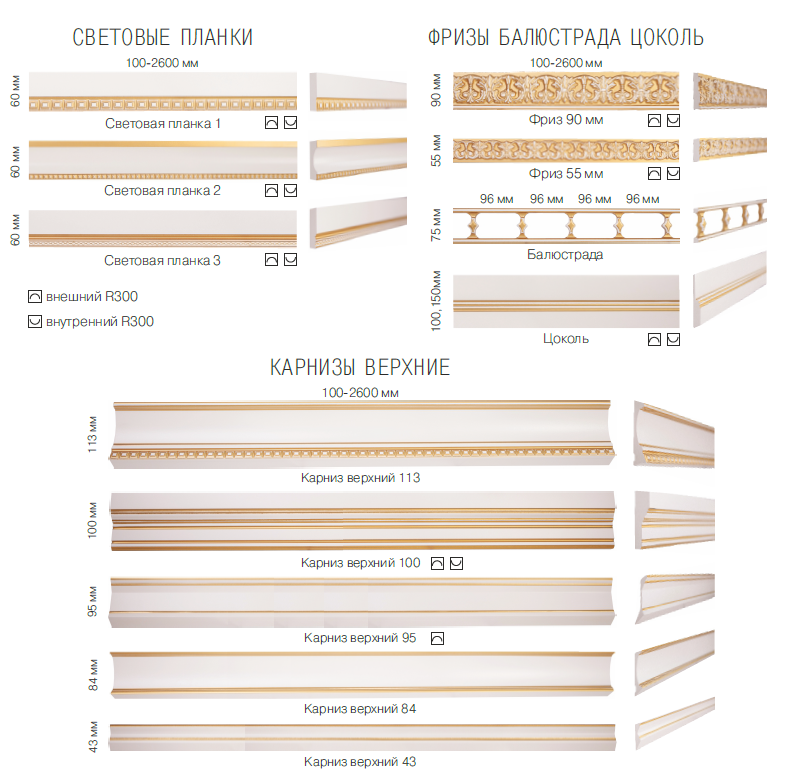 СВЕТОВЫЕ ПЛАНКИ
100-2600 мм
60 мм
Световая планка 1
60 мм
Световая планка 2
60 мм
Световая планка 3
внешний R300
внутренний R300
ФРИЗЫ БАЛЮСТРАДА ЦОКОЛЬ
100-2600 мм
90 мм
Фриз 90 мм
55 мм
Фриз 55 мм
96 мм 96 мм 96 мм 96 мм
75 мм
Балюстрада
100,150мм
Цоколь
КАРНИЗЫ ВЕРХНИЕ
100-2600 мм
113 мм
Карниз верхний 113
100 мм
Карниз верхний 100
95 мм
Карниз верхний 95
84 мм
Карниз верхний 84
43 мм
Карниз верхний 43